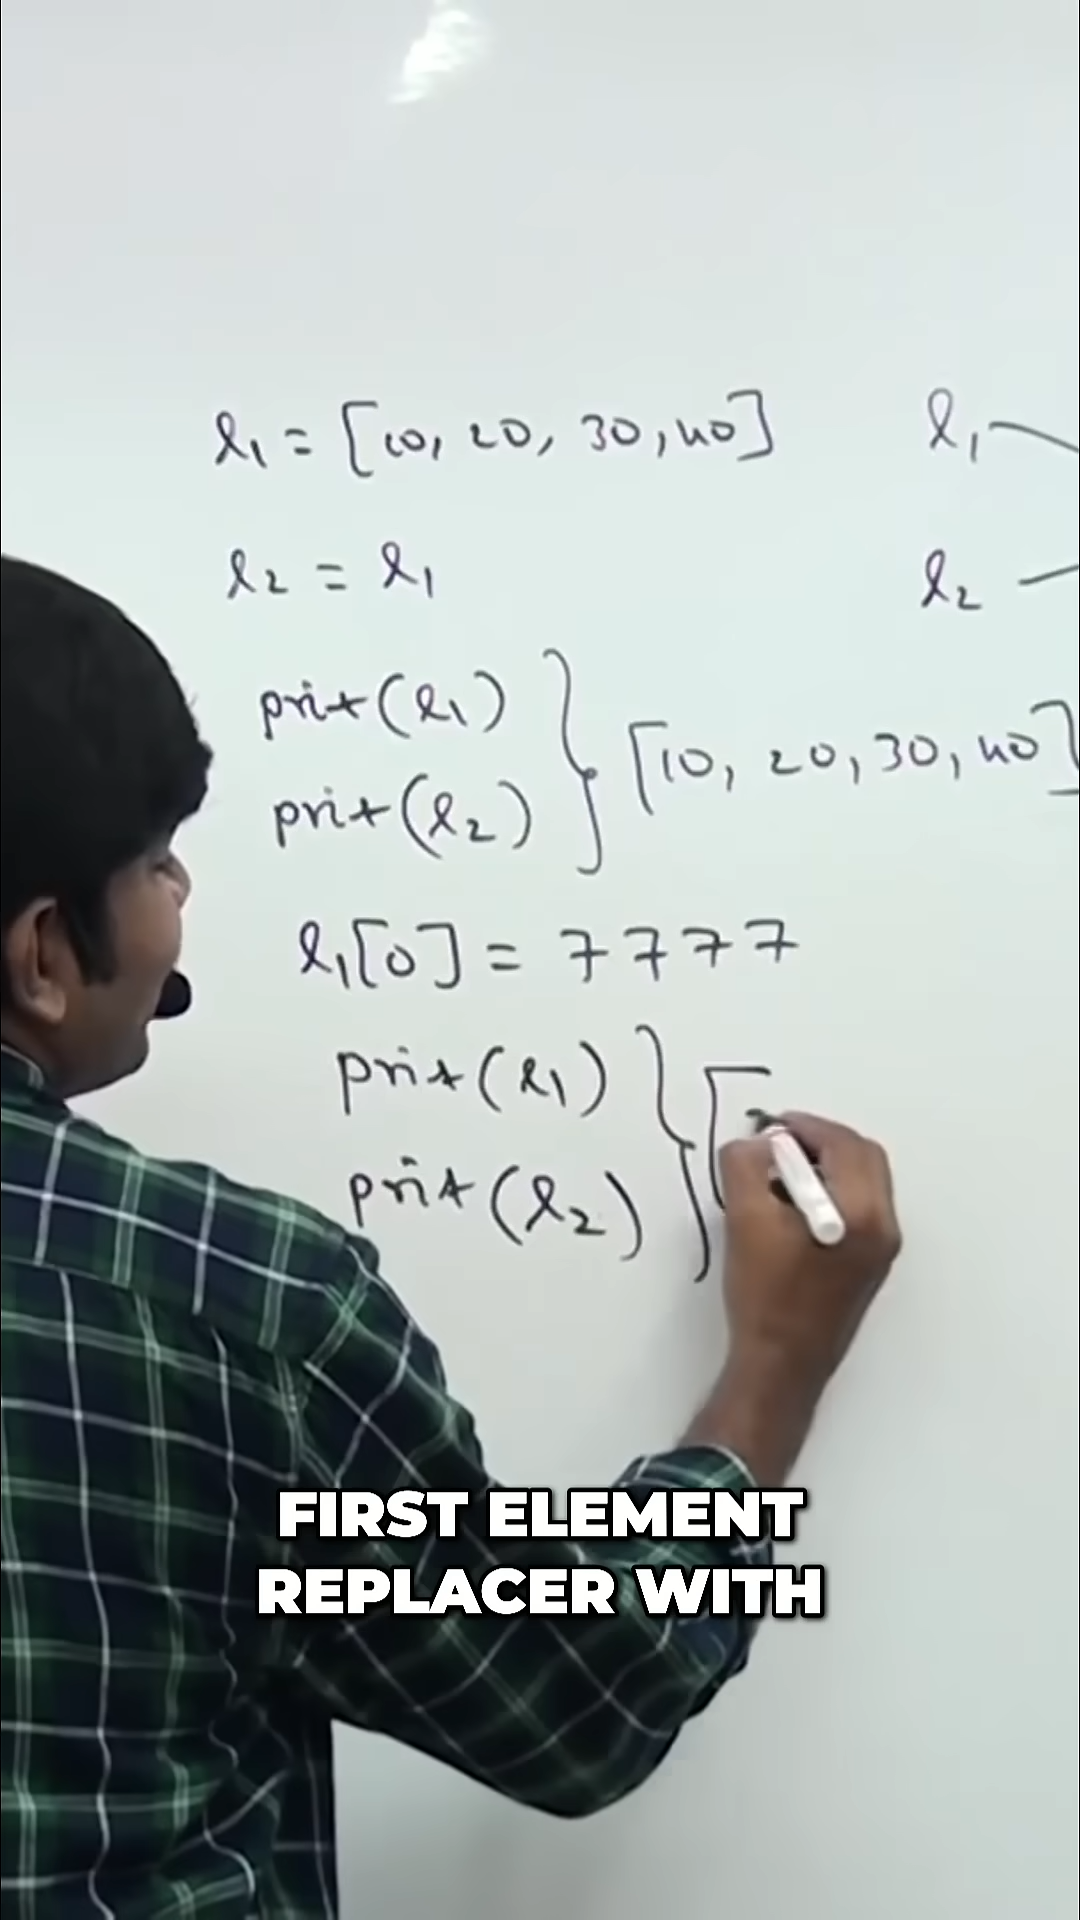 l1 = [10, 20, 30, 40]
l1
l2 = l1
l2
print(l1)
print(l2)
[10, 20, 30, 40]
l1[0] = 7777
print(l1)
print(l2)
[
FIRST ELEMENT
REPLACER WITH